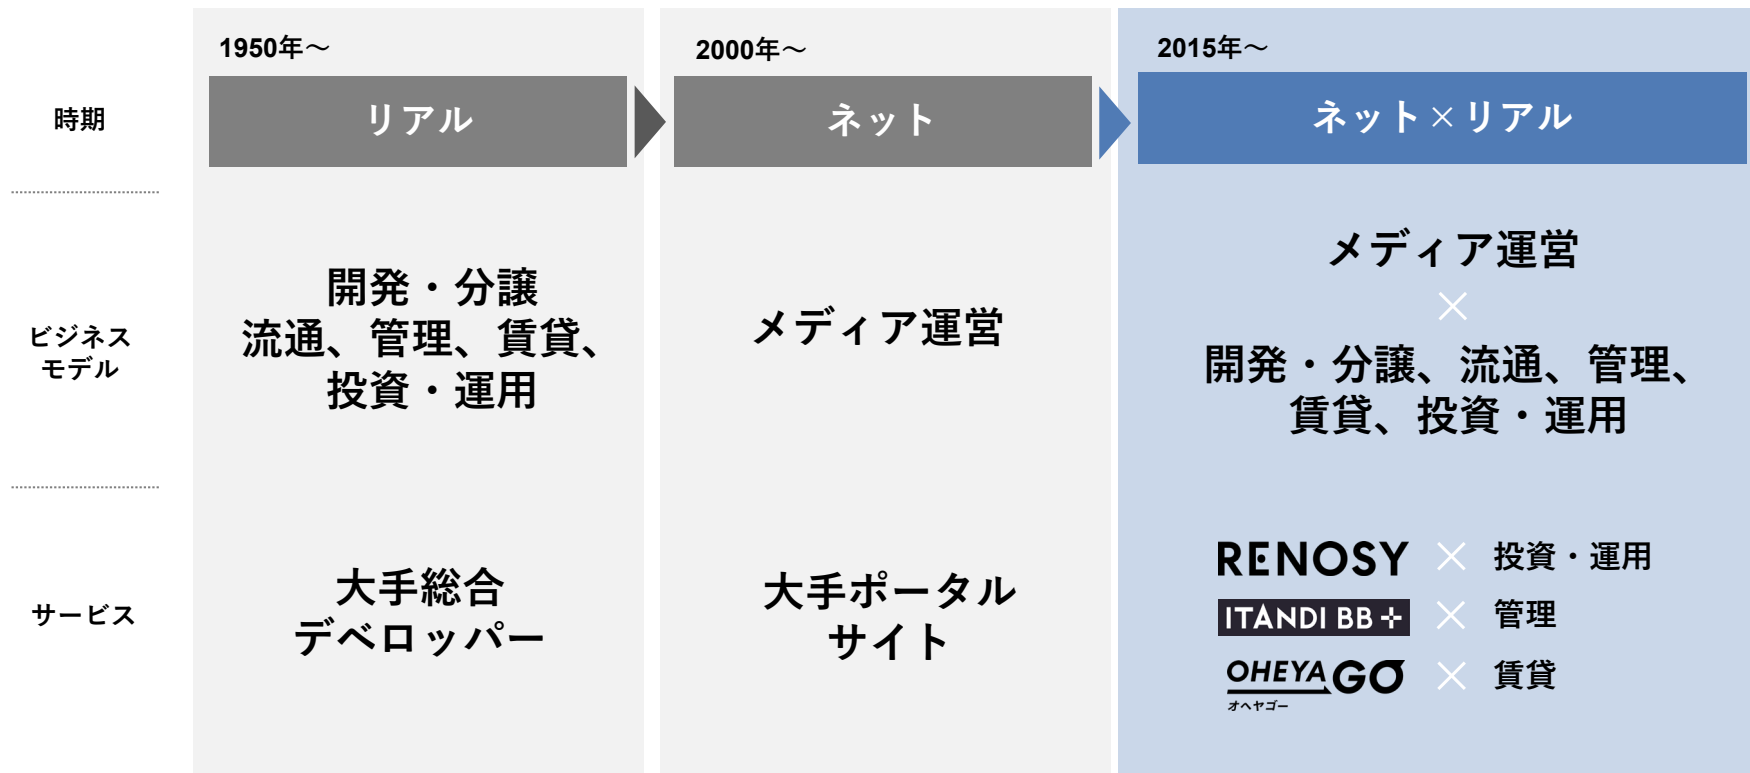 1950年～
2000年～
2015年～
時期
リアル
ネット
ネット×リアル
ビジネス
モデル
開発・分譲
流通、管理、賃貸、
投資・運用
メディア運営
メディア運営
×
開発・分譲、流通、管理、
賃貸、投資・運用
サービス
大手総合
デベロッパー
大手ポータル
サイト
RENOSY × 投資・運用
ITANDI BB × 管理
OHEYAGO × 賃貸
オヘヤゴー